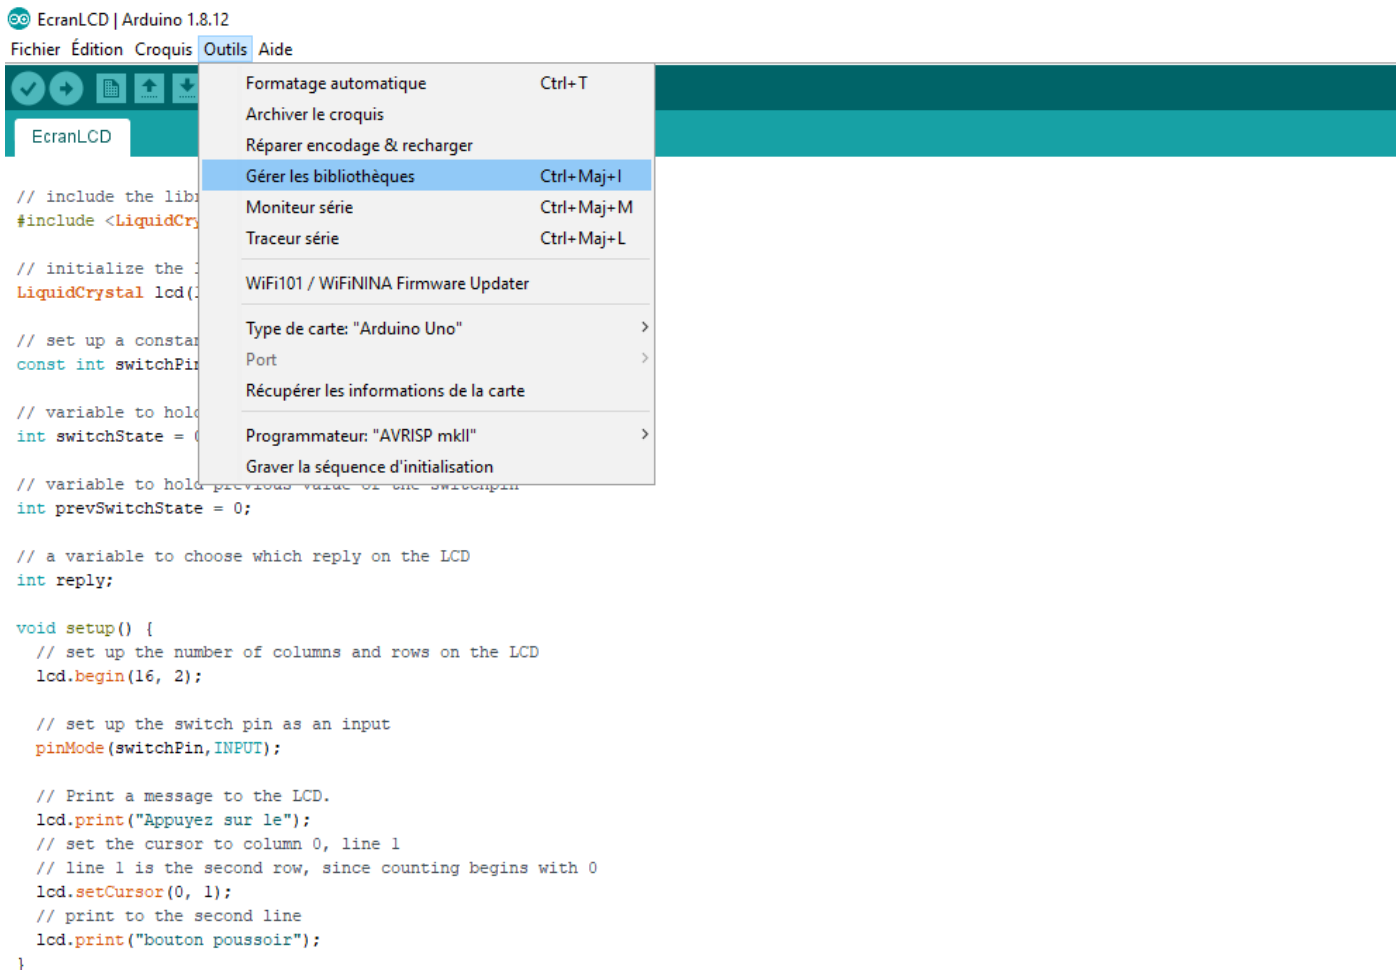 EcranLCD | Arduino 1.8.12
Fichier Édition Croquis Outils Aide
Formatage automatique Ctrl+T
Archiver le croquis
EcranLCD
Réparer encodage & recharger
Gérer les bibliothèques Ctrl+Maj+I
Moniteur série Ctrl+Maj+M
Traceur série Ctrl+Maj+L
WiFi101 / WiFiNINA Firmware Updater
Type de carte: "Arduino Uno"
Port
Récupérer les informations de la carte
Programmateur: "AVRISP mkII"
Graver la séquence d'initialisation
// include the
#include <
// initialize the
LiquidCrystal lcd(
// set up a
const int
// variable to
int switchState =
// variable to hold previous value of the switchpin
int prevSwitchState = 0;
// a variable to choose which reply on the LCD
int reply;
void setup() {
// set up the number of columns and rows on the LCD
lcd.begin(16, 2);
// set up the switch pin as an input
pinMode(switchPin,INPUT);
// Print a message to the LCD.
lcd.print("Appuyez sur le");
// set the cursor to column 0, line 1
// line 1 is the second row, since counting begins with 0
lcd.setCursor(0, 1);
// print to the second line
lcd.print("bouton poussoir");
}